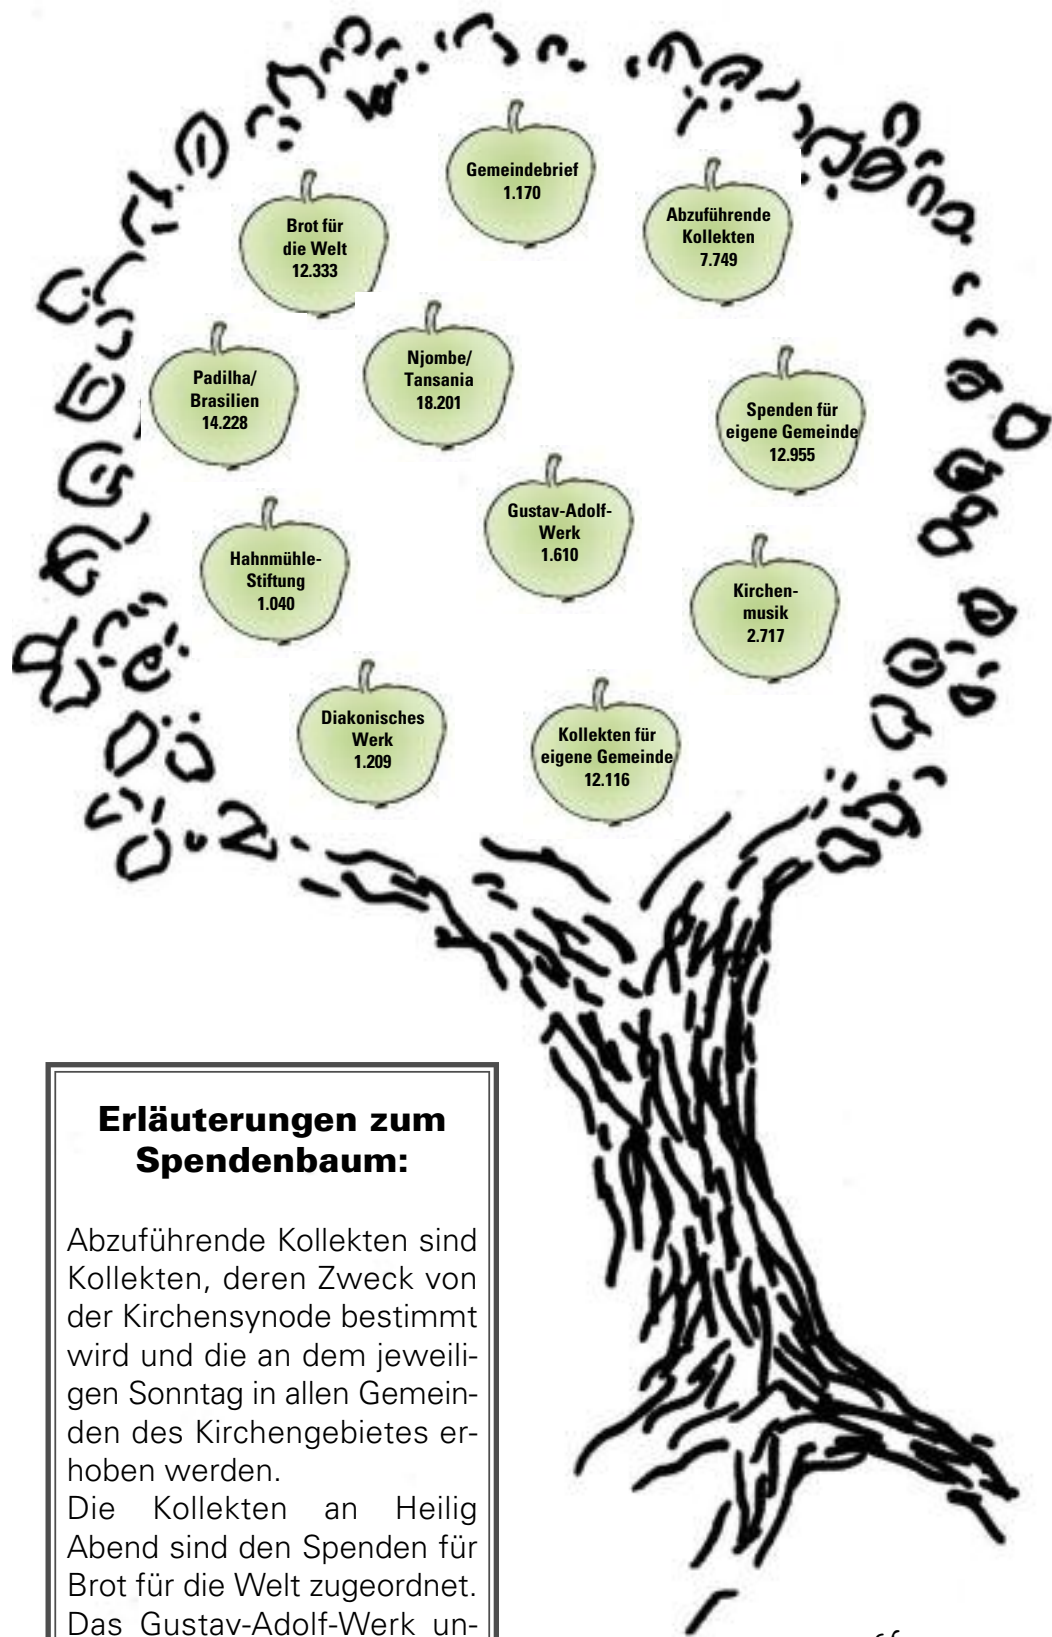 Gemeindebrief
1.170
Brot für
die Welt
12.333
Abzuführende
Kollekten
7.749
Njombe/
Tansania
18.201
Padilha/
Brasilien
14.228
Spenden für
eigene Gemeinde
12.955
Gustav-Adolf-
Werk
1.610
Hahnmühle-
Stiftung
1.040
Kirchen-
musik
2.717
Diakonisches
Werk
1.209
Kollekten für
eigene Gemeinde
12.116
Erläuterungen zum
Spendenbaum:
Abzuführende Kollekten sind
Kollekten, deren Zweck von
der Kirchensynode bestimmt
wird und die an dem jeweili-
gen Sonntag in allen Gemein-
den des Kirchengebietes er-
hoben werden.
Die Kollekten an Heilig
Abend sind den Spenden für
Brot für die Welt zugeordnet.
Das Gustav-Adolf-Werk un-